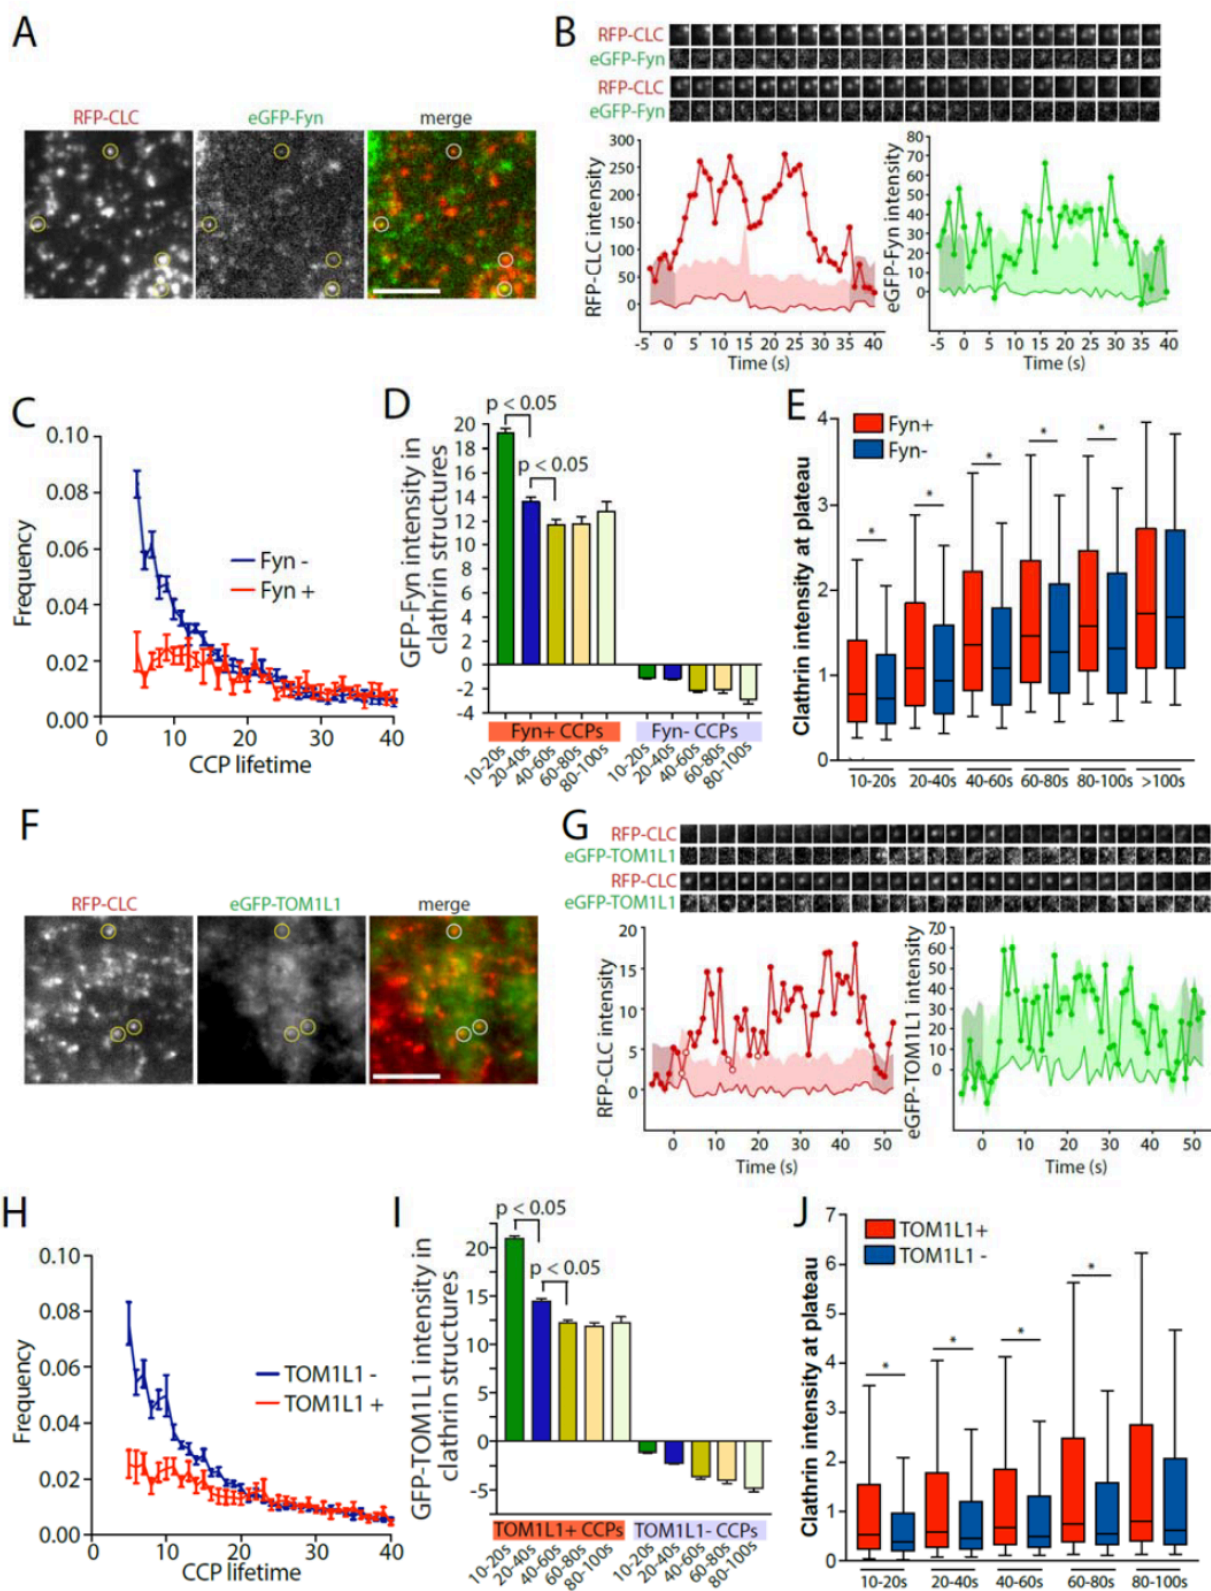 A
RFP-CLC eGFP-Fyn merge
B
RFP-CLC
eGFP-Fyn
RFP-CLC
eGFP-Fyn
RFP-CLC intensity
300
250
200
150
100
50
0
-5 0 5 10 15 20 25 30 35 40
Time (s)
eGFP-Fyn intensity
80
70
60
50
40
30
20
10
0
-5 0 5 10 15 20 25 30 35 40
Time (s)
C
Frequency
0.10
0.08
0.06
0.04
0.02
0.00
Fyn -
Fyn +
0 10 20 30 40
CCP lifetime
D
GFP-Fyn intensity in
clathrin structures
p < 0.05
p < 0.05
20
18
16
14
12
10
8
6
4
2
0
-2
-4
Fyn+ CCPs Fyn- CCPs
10-20s 20-40s 40-60s 60-80s 80-100s 10-20s 20-40s 40-60s 60-80s 80-100s
E
Clathrin intensity at plateau
Fyn+
Fyn-
4
3
2
1
0
* * * * *
10-20s 20-40s 40-60s 60-80s 80-100s >100s
F
RFP-CLC eGFP-TOM1L1 merge
G
RFP-CLC
eGFP-TOM1L1
RFP-CLC
eGFP-TOM1L1
RFP-CLC intensity
20
15
10
5
0
0 10 20 30 40 50
Time (s)
eGFP-TOM1L1 intensity
70
60
50
40
30
20
10
0
0 10 20 30 40 50
Time (s)
H
Frequency
0.10
0.08
0.06
0.04
0.02
0.00
TOM1L1 -
TOM1L1 +
0 10 20 30 40
CCP lifetime
I
GFP-TOM1L1 intensity in
clathrin structures
p < 0.05
p < 0.05
20
15
10
5
0
-5
TOM1L1+ CCPs TOM1L1- CCPs
10-20s 20-40s 40-60s 60-80s 80-100s 10-20s 20-40s 40-60s 60-80s 80-100s
J
Clathrin intensity at plateau
TOM1L1+
TOM1L1 -
7
6
5
4
3
2
1
0
* * * *
10-20s 20-40s 40-60s 60-80s 80-100s